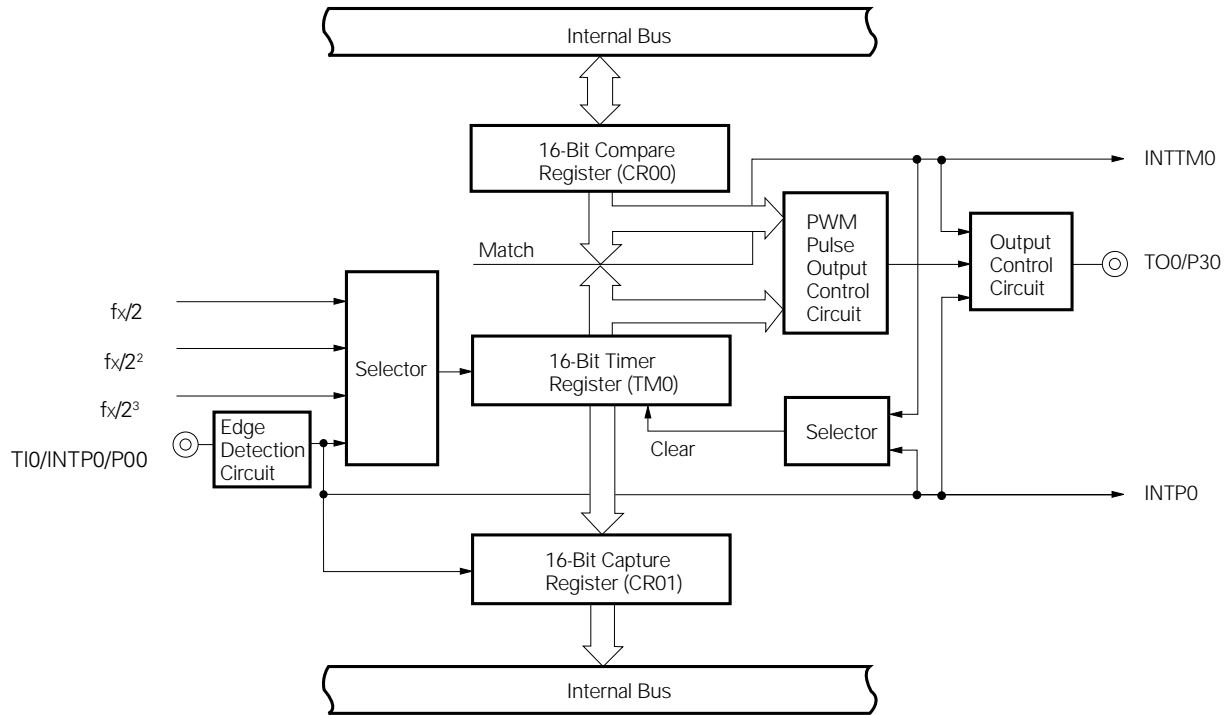 Internal Bus
16-Bit Compare
Register (CR00)
INTTM0
PWM
Pulse
Output
Control
Circuit
Output
Control
Circuit
TO0/P30
Match
fx/2
fx/2²
fx/2³
Selector
16-Bit Timer
Register (TM0)
Edge
Detection
Circuit
TI0/INTP0/P00
Clear
Selector
INTP0
16-Bit Capture
Register (CR01)
Internal Bus